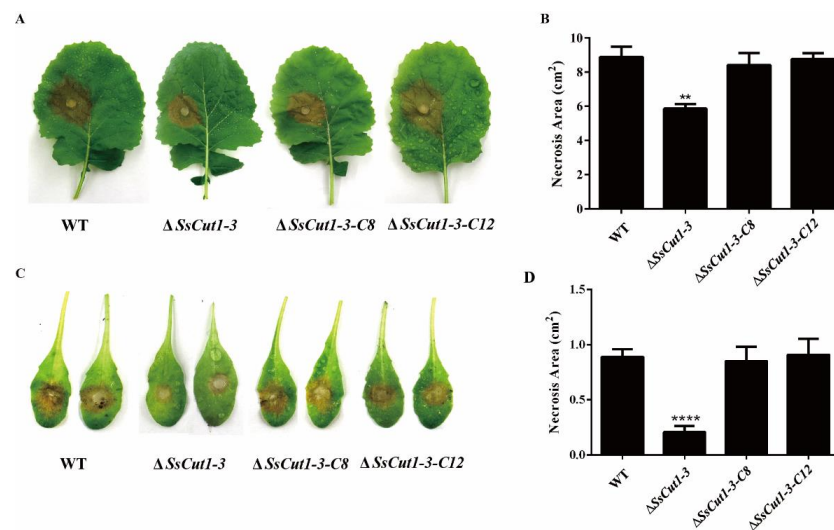 A
WT
ΔSsCut1-3
ΔSsCut1-3-C8
ΔSsCut1-3-C12
B
Necrosis Area (cm²)
10
8
6
4
2
0
**
WT
ΔSsCut1-3
ΔSsCut1-3-C8
ΔSsCut1-3-C12
C
WT
ΔSsCut1-3
ΔSsCut1-3-C8
ΔSsCut1-3-C12
D
Necrosis Area (cm²)
1.5
1.0
0.5
0.0
****
WT
ΔSsCut1-3
ΔSsCut1-3-C8
ΔSsCut1-3-C12